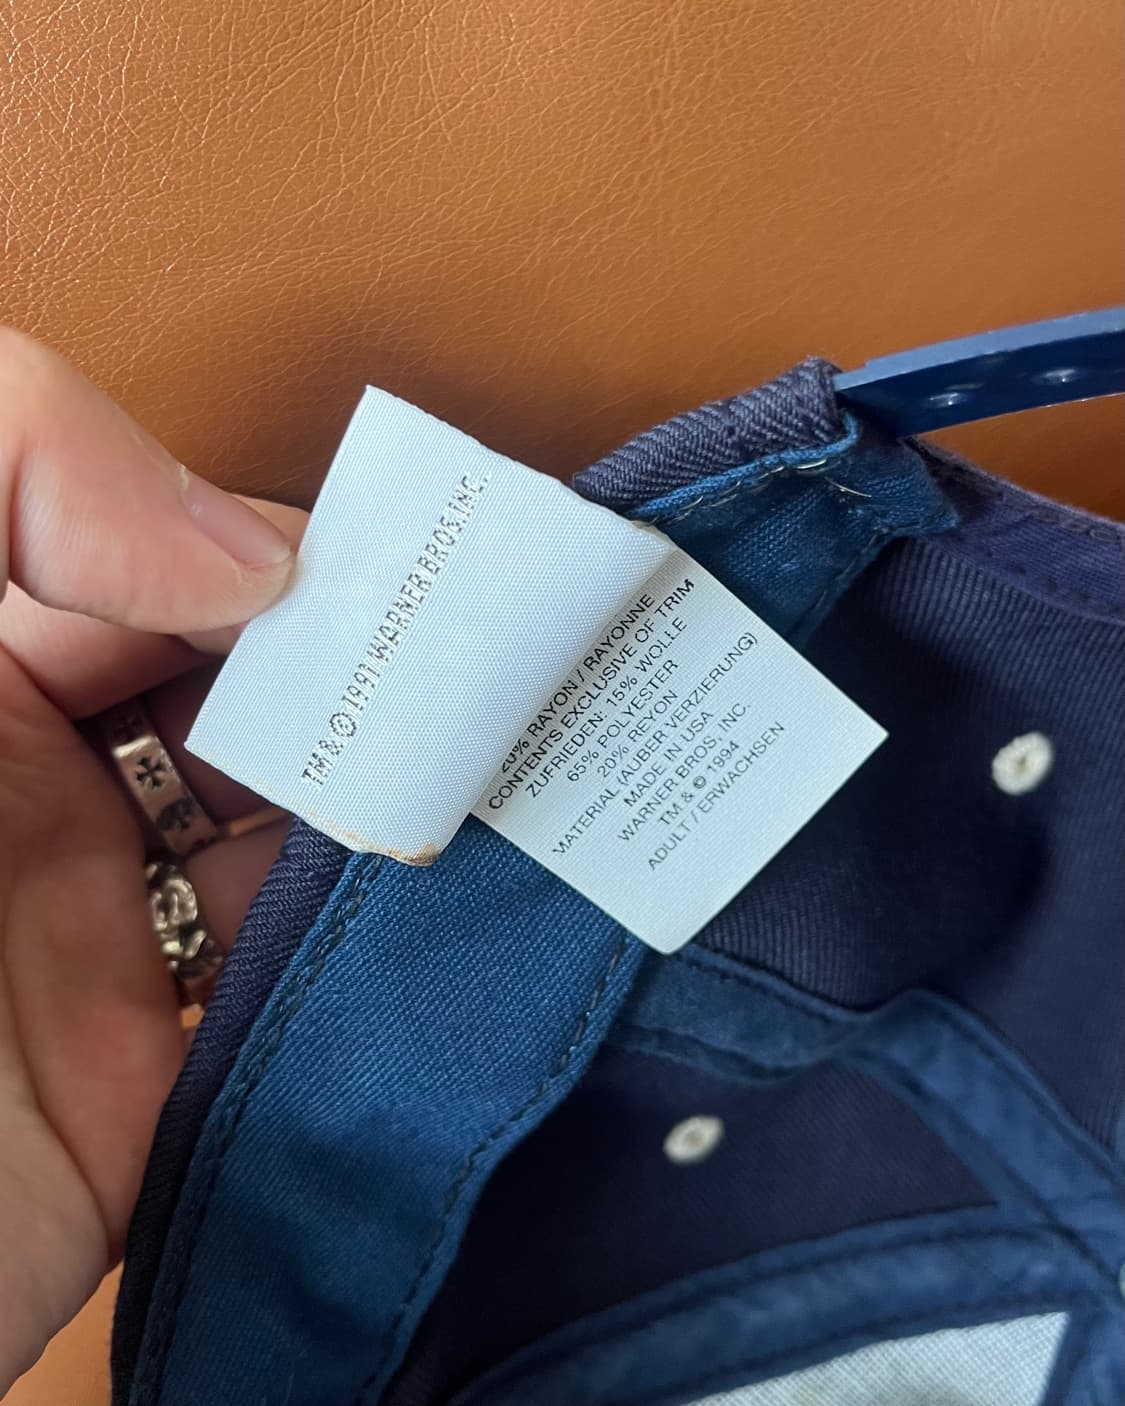 TM & © 1991 WARNER BROS. INC.
20% RAYON / RAYONNE
CONTENTS EXCLUSIVE OF TRIM
ZUFRIEDEN: 15% WOLLE
65% POLYESTER
20% REYON
MATERIAL (AUBER VERZIERUNG)
MADE IN USA
WARNER BROS, INC.
TM & © 1994
ADULT / ERWACHSEN